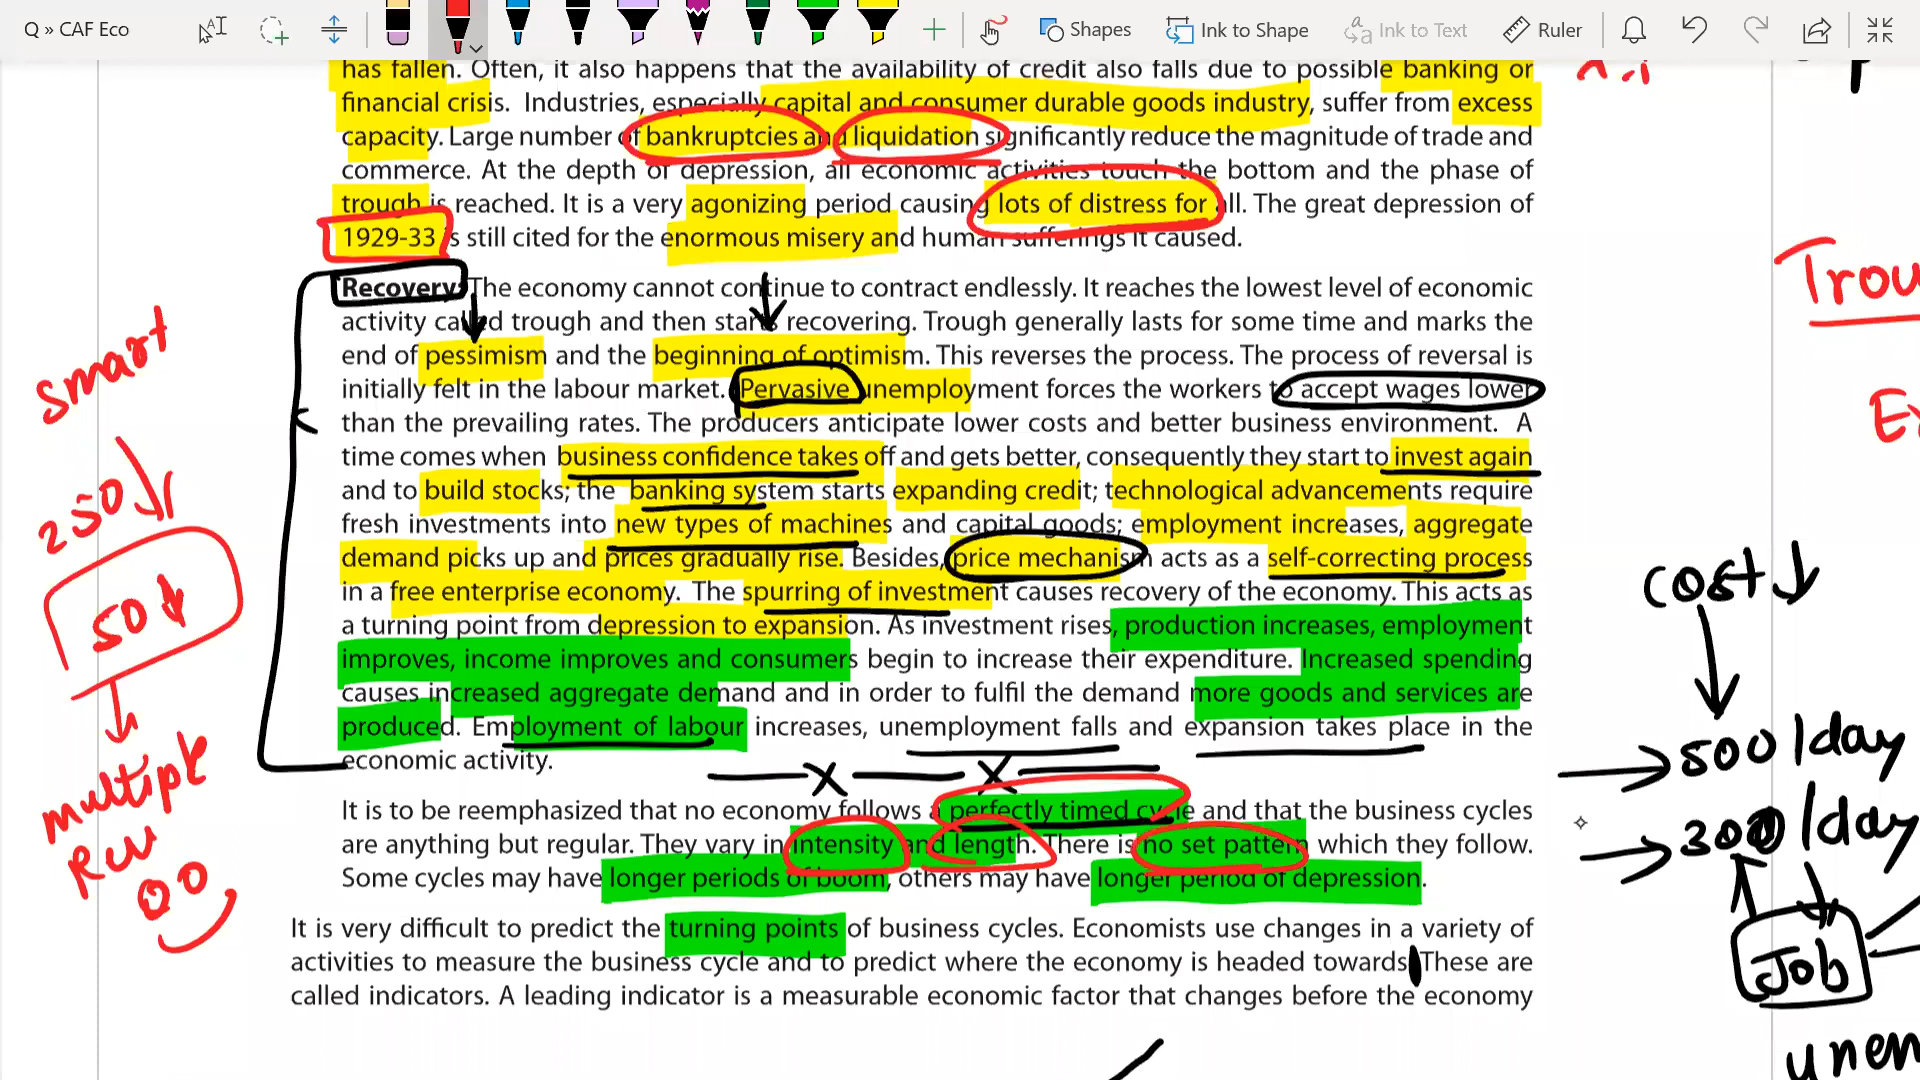 Q » CAF Eco
Shapes
Ink to Shape
Ink to Text
Ruler
has fallen. Often, it also happens that the availability of credit also falls due to possible banking or
financial crisis. Industries, especially capital and consumer durable goods industry, suffer from excess
capacity. Large number of bankruptcies and liquidation significantly reduce the magnitude of trade and
commerce. At the depth of depression, all economic activities touch the bottom and the phase of
trough is reached. It is a very agonizing period causing lots of distress for all. The great depression of
1929-33 is still cited for the enormous misery and human sufferings it caused.
Recovery: The economy cannot continue to contract endlessly. It reaches the lowest level of economic
activity called trough and then starts recovering. Trough generally lasts for some time and marks the
end of pessimism and the beginning of optimism. This reverses the process. The process of reversal is
initially felt in the labour market. Pervasive unemployment forces the workers to accept wages lower
than the prevailing rates. The producers anticipate lower costs and better business environment. A
time comes when business confidence takes off and gets better, consequently they start to invest again
and to build stocks; the banking system starts expanding credit; technological advancements require
fresh investments into new types of machines and capital goods; employment increases, aggregate
demand picks up and prices gradually rise. Besides, price mechanism acts as a self-correcting process
in a free enterprise economy. The spurring of investment causes recovery of the economy. This acts as
a turning point from depression to expansion. As investment rises, production increases, employment
improves, income improves and consumers begin to increase their expenditure. Increased spending
causes increased aggregate demand and in order to fulfil the demand more goods and services are
produced. Employment of labour increases, unemployment falls and expansion takes place in the
economic activity.
It is to be reemphasized that no economy follows a perfectly timed cycle and that the business cycles
are anything but regular. They vary in intensity and length. There is no set pattern which they follow.
Some cycles may have longer periods of boom, others may have longer period of depression.
It is very difficult to predict the turning points of business cycles. Economists use changes in a variety of
activities to measure the business cycle and to predict where the economy is headed towards. These are
called indicators. A leading indicator is a measurable economic factor that changes before the economy
smart
250
50
multiple
Rev
Trou
Ex
cost
500/day
300/day
Job
unem